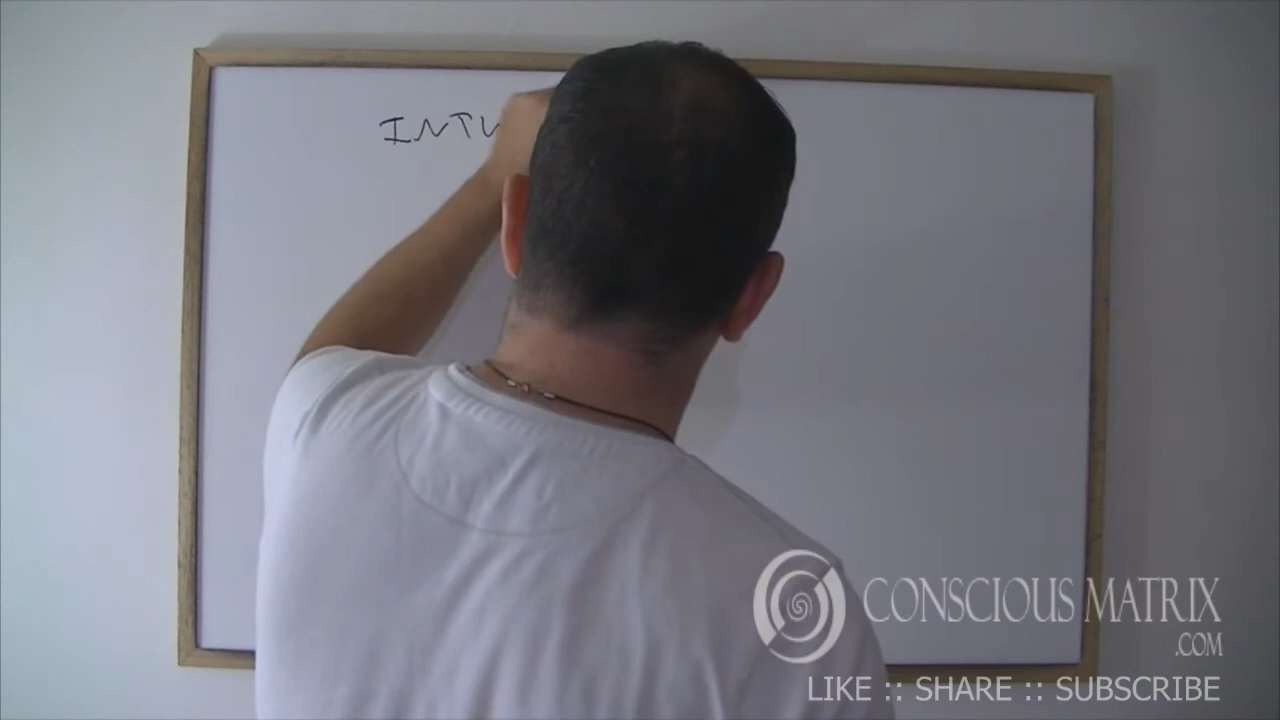 INTU
CONSCIOUS MATRIX
.COM
LIKE :: SHARE :: SUBSCRIBE